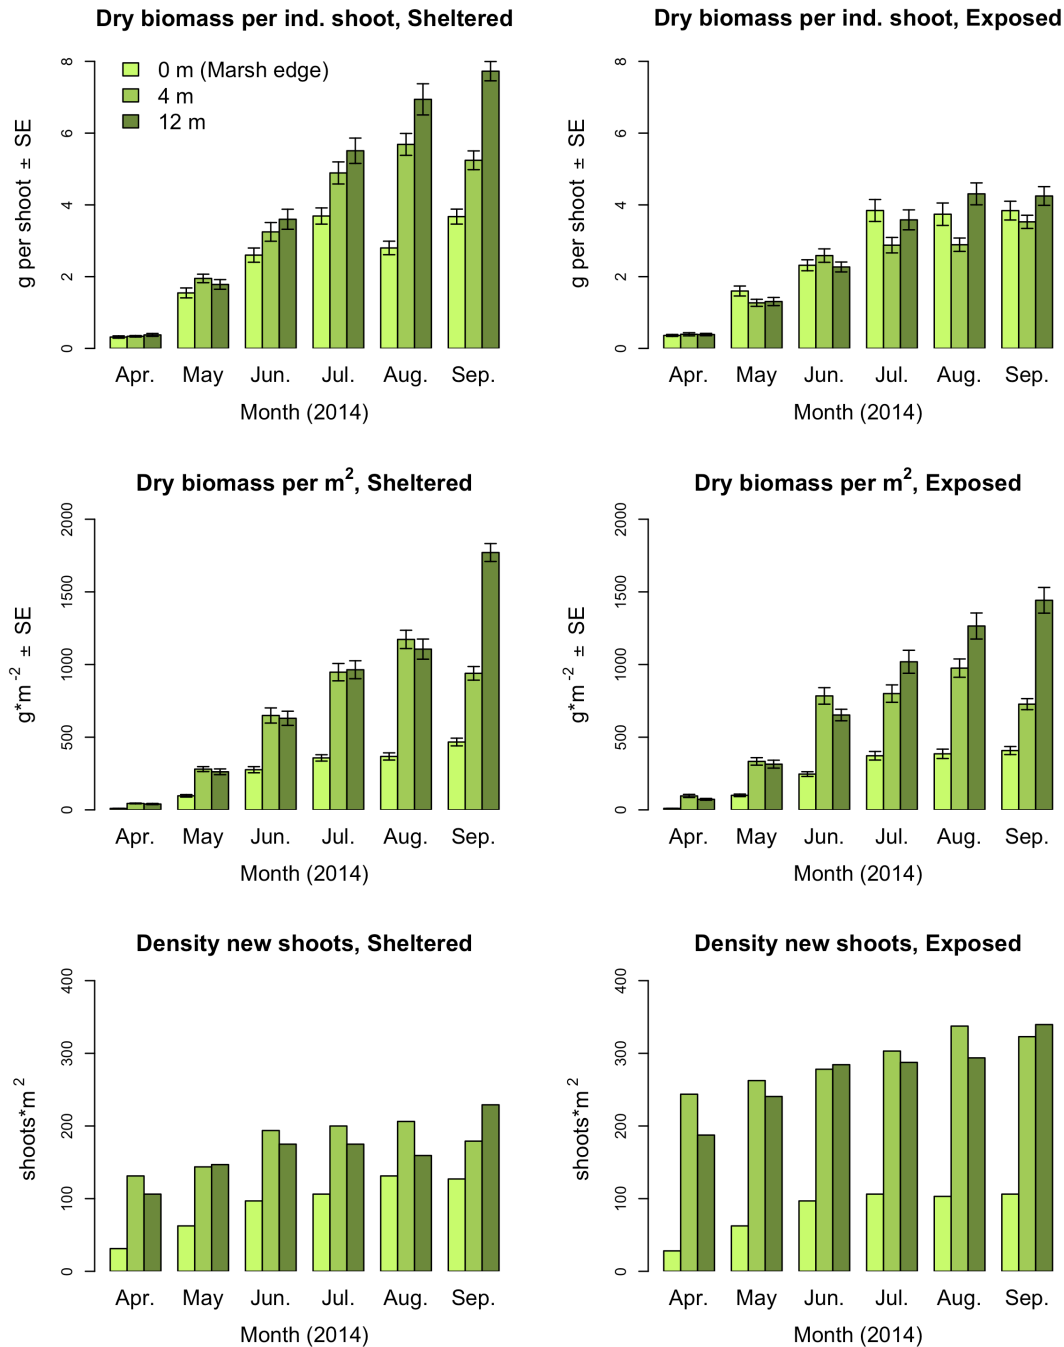 Dry biomass per ind. shoot, Sheltered
8
6
4
2
0
g per shoot ± SE
0 m (Marsh edge)
4 m
12 m
Apr. May Jun. Jul. Aug. Sep.
Month (2014)
Dry biomass per ind. shoot, Exposed
8
6
4
2
0
g per shoot ± SE
Apr. May Jun. Jul. Aug. Sep.
Month (2014)
Dry biomass per m², Sheltered
2000
1500
1000
500
0
g*m⁻² ± SE
Apr. May Jun. Jul. Aug. Sep.
Month (2014)
Dry biomass per m², Exposed
2000
1500
1000
500
0
g*m⁻² ± SE
Apr. May Jun. Jul. Aug. Sep.
Month (2014)
Density new shoots, Sheltered
400
300
200
100
0
shoots*m²
Apr. May Jun. Jul. Aug. Sep.
Month (2014)
Density new shoots, Exposed
400
300
200
100
0
shoots*m²
Apr. May Jun. Jul. Aug. Sep.
Month (2014)